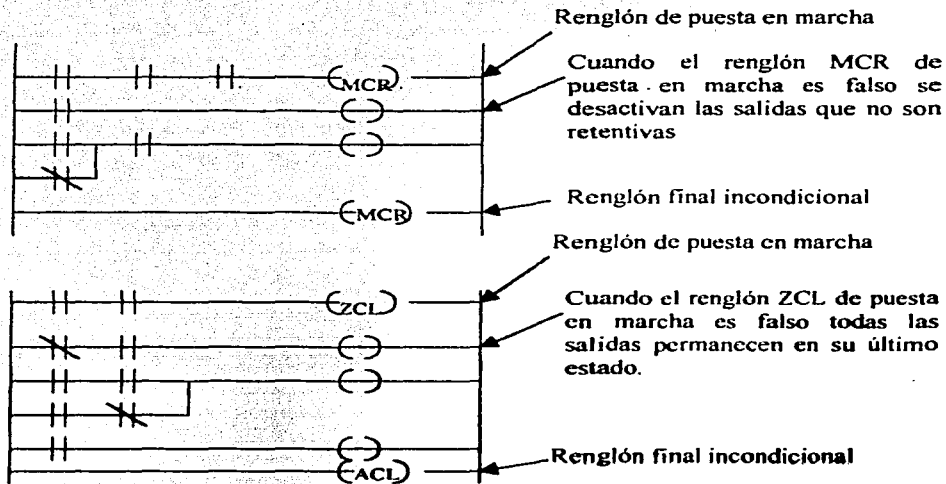 Renglón de puesta en marcha
MCR
Cuando el renglón MCR de
puesta en marcha es falso se
desactivan las salidas que no son
retentivas
MCR
Renglón final incondicional
Renglón de puesta en marcha
ZCL
Cuando el renglón ZCL de puesta
en marcha es falso todas las
salidas permanecen en su último
estado.
ACL
Renglón final incondicional